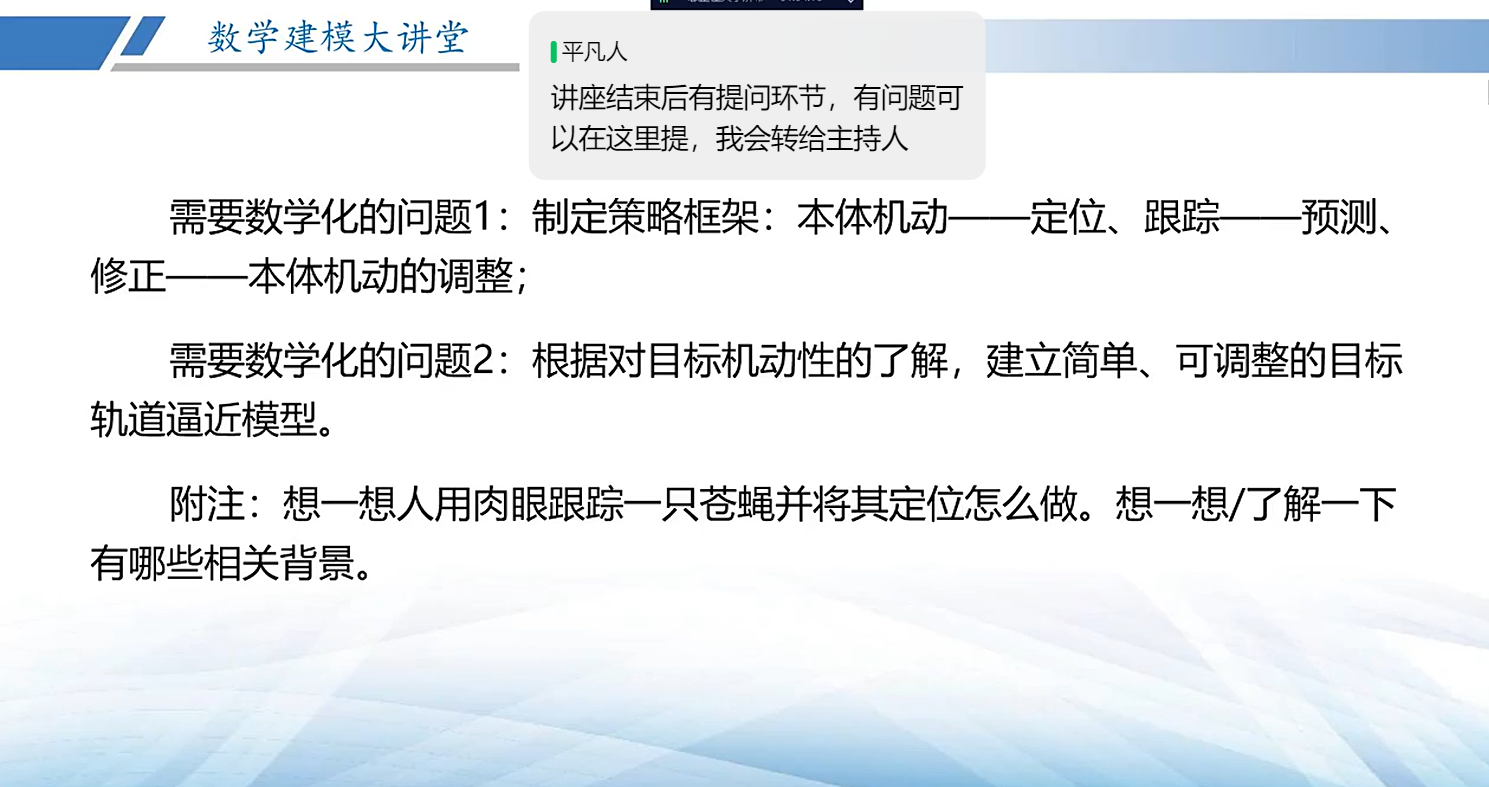 数学建模大讲堂
平凡人
讲座结束后有提问环节，有问题可
以在这里提，我会转给主持人
需要数学化的问题1：制定策略框架：本体机动——定位、跟踪——预测、
修正——本体机动的调整；
需要数学化的问题2：根据对目标机动性的了解，建立简单、可调整的目标
轨道逼近模型。
附注：想一想人用肉眼跟踪一只苍蝇并将其定位怎么做。想一想/了解一下
有哪些相关背景。